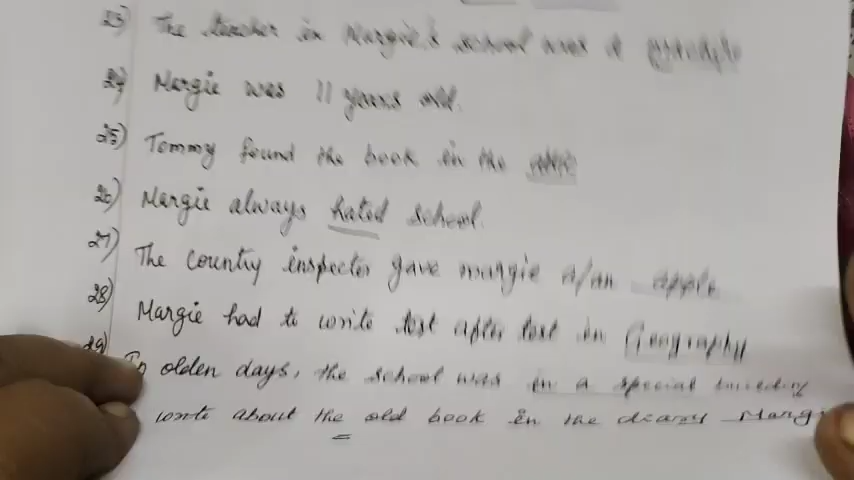 23) The teacher in Margie's school was a
24) Margie was 11 years old.
25) Tommy found the book in the attic
26) Margie always hated school.
27) The country inspector gave margie a/an apple
28) Margie had to write test after test in Geography
29) In olden days, the school was in a special building
write about the old book in the diary Margi